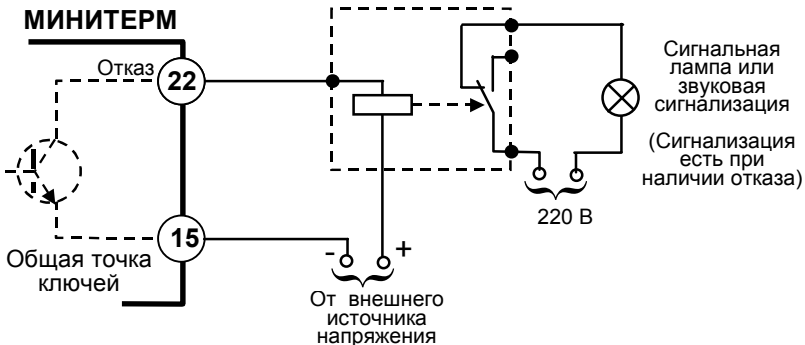 МИНИТЕРМ
Отказ
22
15
Общая точка
ключей
-
+
От внешнего
источника
напряжения
220 В
Сигнальная
лампа или
звуковая
сигнализация
(Сигнализация
есть при
наличии отказа)